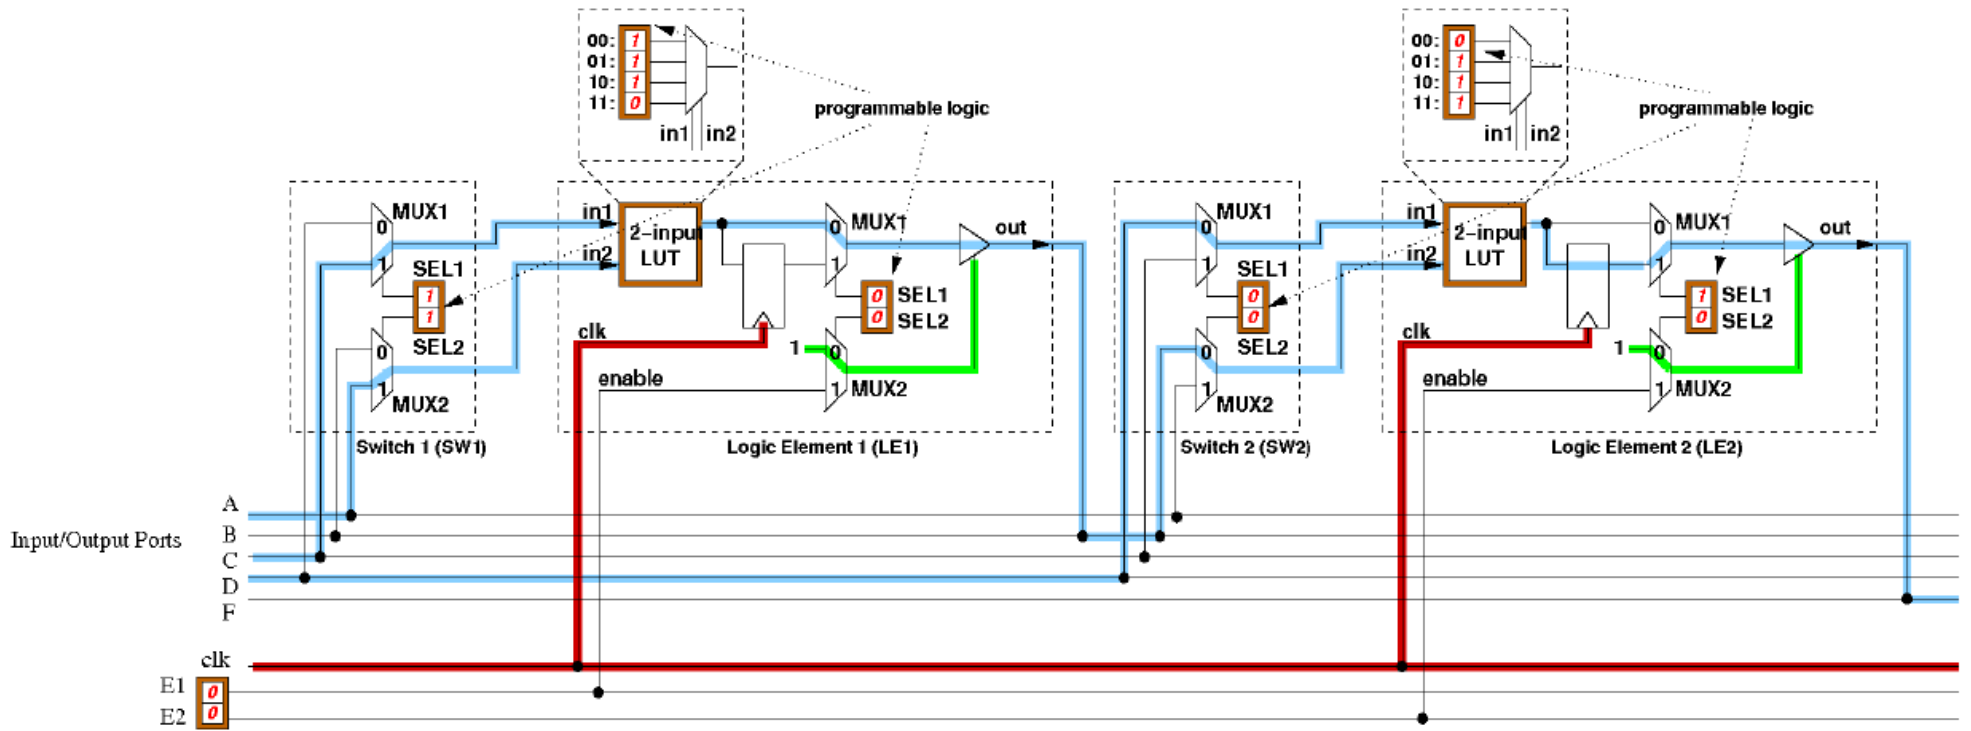 00: 1
01: 1
10: 1
11: 0
in1 in2
programmable logic
00: 0
01: 1
10: 1
11: 1
in1 in2
programmable logic
MUX1
0
1
SEL1
1
1
SEL2
0
1
MUX2
Switch 1 (SW1)
in1
in2
2-input
LUT
MUX1
0
1
out
0 SEL1
0 SEL2
clk
1
0
enable
1
MUX2
Logic Element 1 (LE1)
MUX1
0
1
SEL1
0
0
SEL2
0
1
MUX2
Switch 2 (SW2)
in1
in2
2-input
LUT
MUX1
0
1
out
1 SEL1
0 SEL2
clk
1
0
enable
1
MUX2
Logic Element 2 (LE2)
Input/Output Ports
A
B
C
D
F
clk
E1 0
E2 0